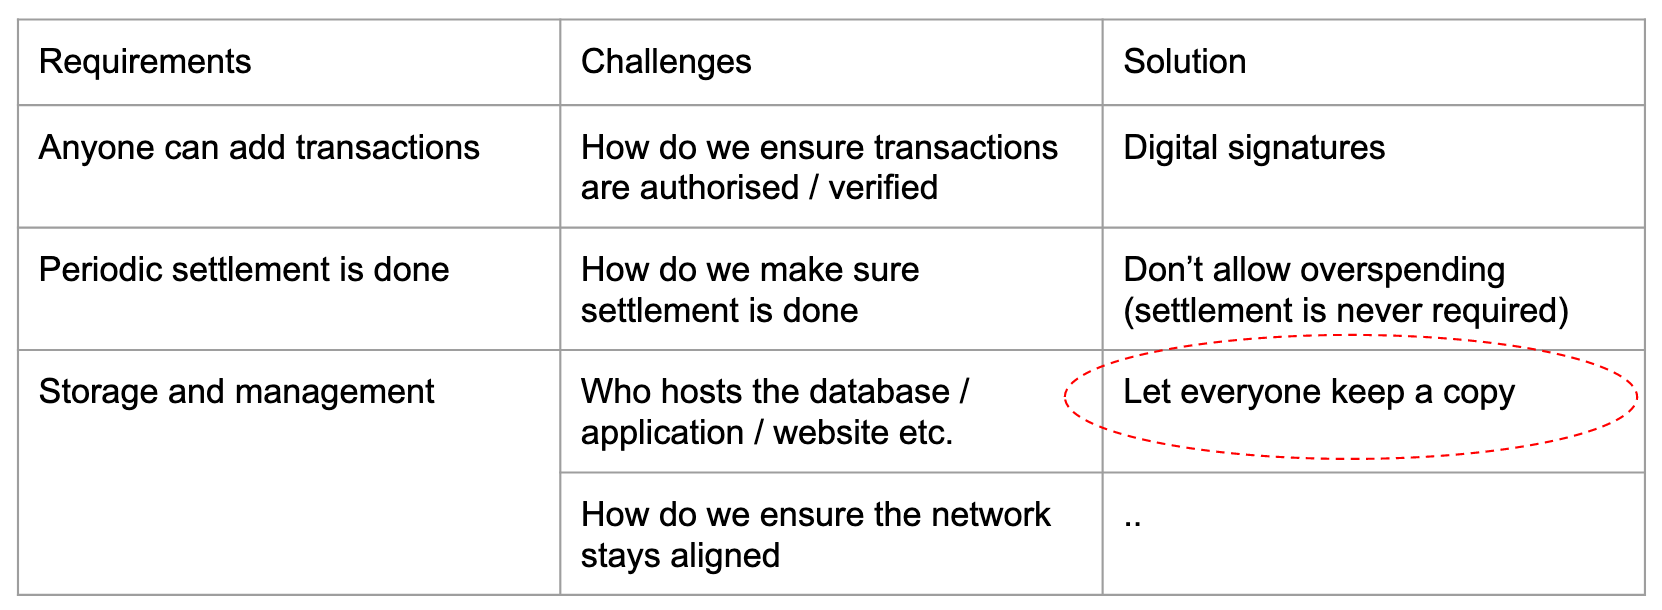 Requirements
Challenges
Solution
Anyone can add transactions
How do we ensure transactions
are authorised / verified
Digital signatures
Periodic settlement is done
How do we make sure
settlement is done
Don’t allow overspending
(settlement is never required)
Storage and management
Who hosts the database /
application / website etc.
Let everyone keep a copy
How do we ensure the network
stays aligned
..